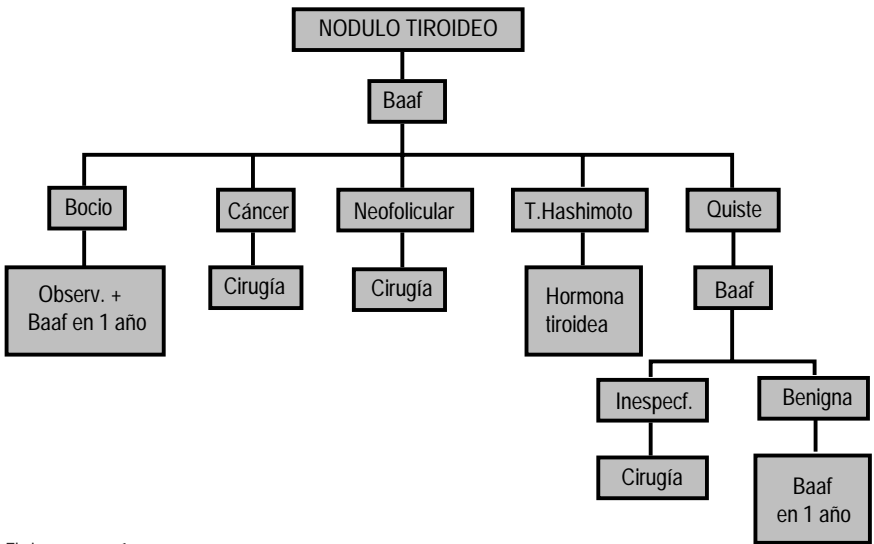 NODULO TIROIDEO
Baaf
Bocio
Cáncer
Neofolicular
T.Hashimoto
Quiste
Observ. +
Baaf en 1 año
Cirugía
Cirugía
Hormona
tiroidea
Baaf
Inespecf.
Benigna
Cirugía
Baaf
en 1 año